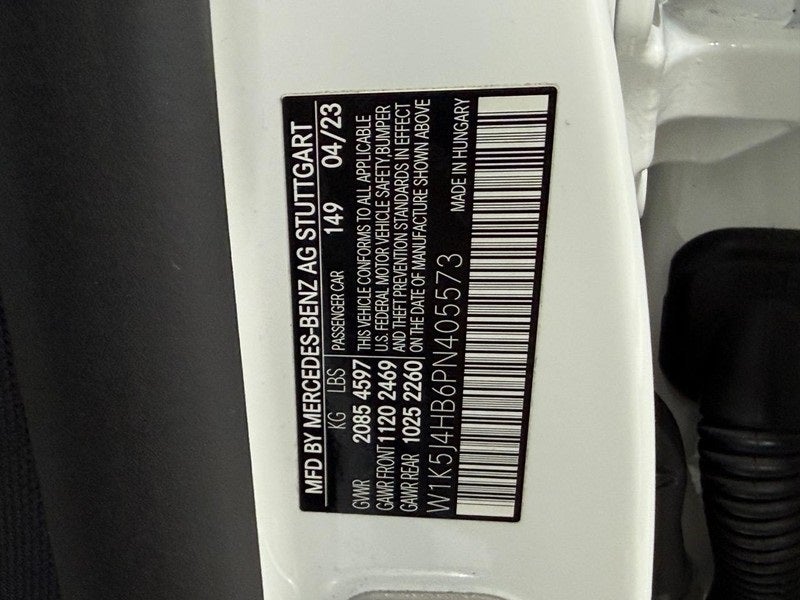 MFD BY MERCEDES-BENZ AG STUTTGART
KG LBS PASSENGER CAR 149 04/23
GVWR 2085 4597 THIS VEHICLE CONFORMS TO ALL APPLICABLE
GAWR FRONT 1120 2469 U.S. FEDERAL MOTOR VEHICLE SAFETY, BUMPER
GAWR REAR 1025 2260 AND THEFT PREVENTION STANDARDS IN EFFECT
ON THE DATE OF MANUFACTURE SHOWN ABOVE
W1K5J4HB6PN405573 MADE IN HUNGARY